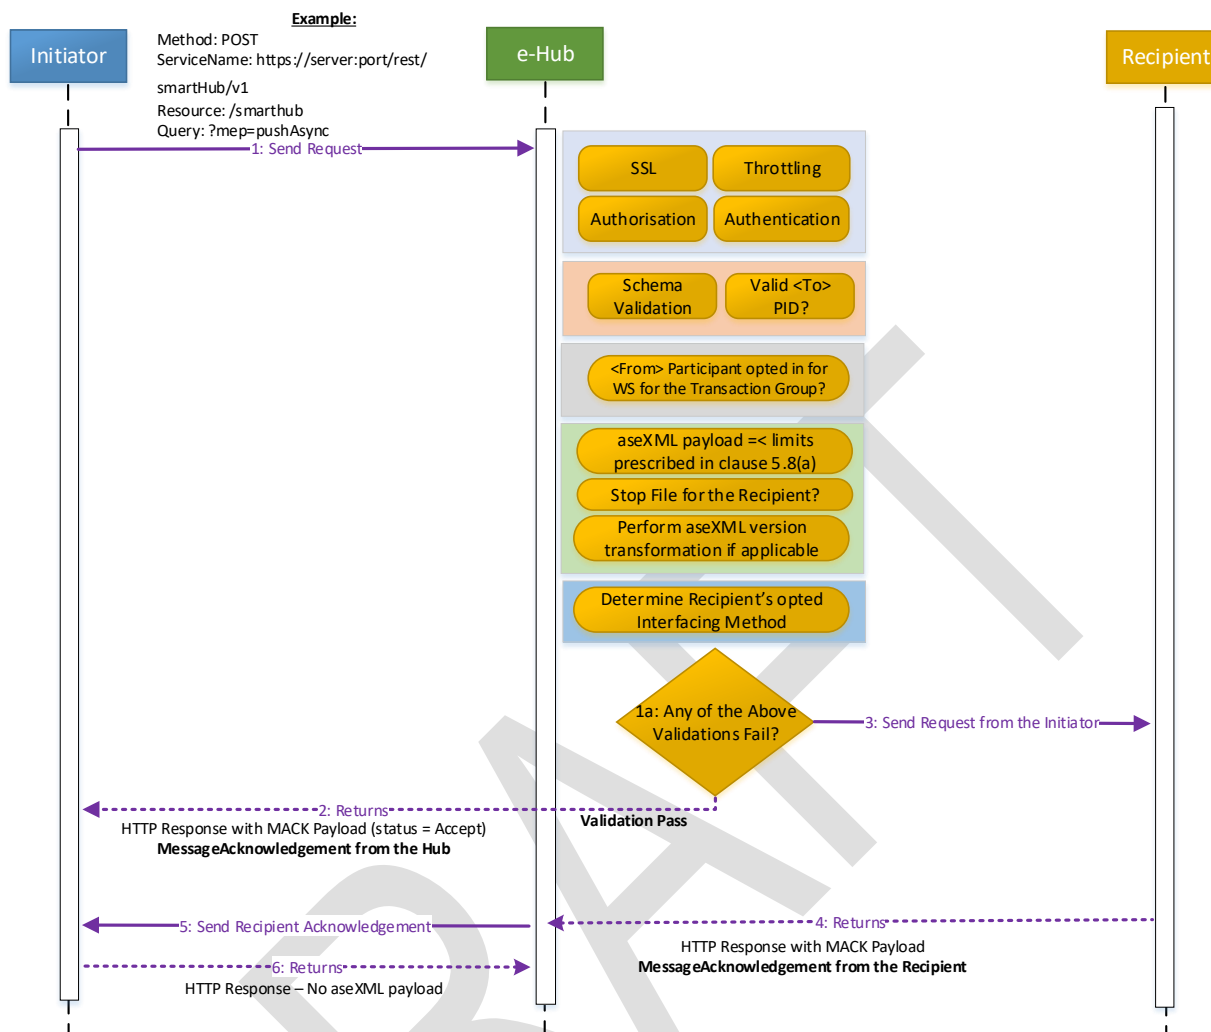 Example:
Initiator
Method: POST
ServiceName: https://server:port/rest/
smartHub/v1
Resource: /smarthub
Query: ?mep=pushAsync
e-Hub
Recipient
1: Send Request
SSL
Throttling
Authorisation
Authentication
Schema
Validation
Valid <To>
PID?
<From> Participant opted in for
WS for the Transaction Group?
aseXML payload =< limits
prescribed in clause 5.8(a)
Stop File for the Recipient?
Perform aseXML version
transformation if applicable
Determine Recipient's opted
Interfacing Method
1a: Any of the Above
Validations Fail?
3: Send Request from the Initiator
2: Returns
Validation Pass
HTTP Response with MACK Payload (status = Accept)
MessageAcknowledgement from the Hub
5: Send Recipient Acknowledgement
4: Returns
HTTP Response with MACK Payload
MessageAcknowledgement from the Recipient
6: Returns
HTTP Response – No aseXML payload
DRAFT